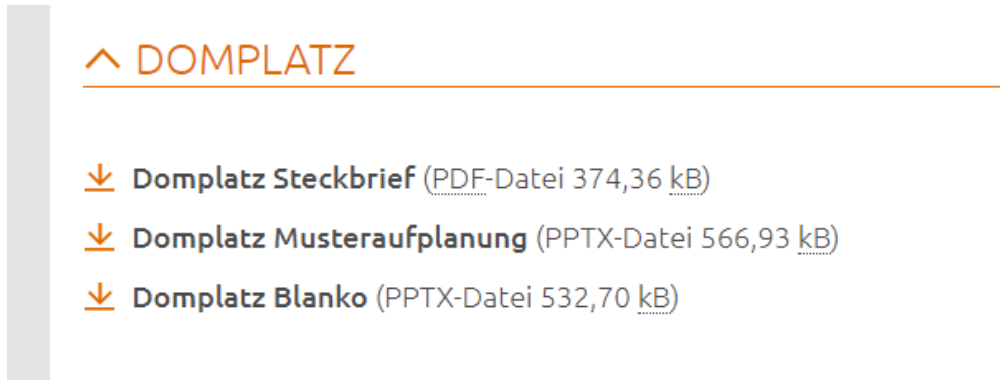 DOMPLATZ
Domplatz Steckbrief (PDF-Datei 374,36 kB)
Domplatz Musteraufplanung (PPTX-Datei 566,93 kB)
Domplatz Blanko (PPTX-Datei 532,70 kB)